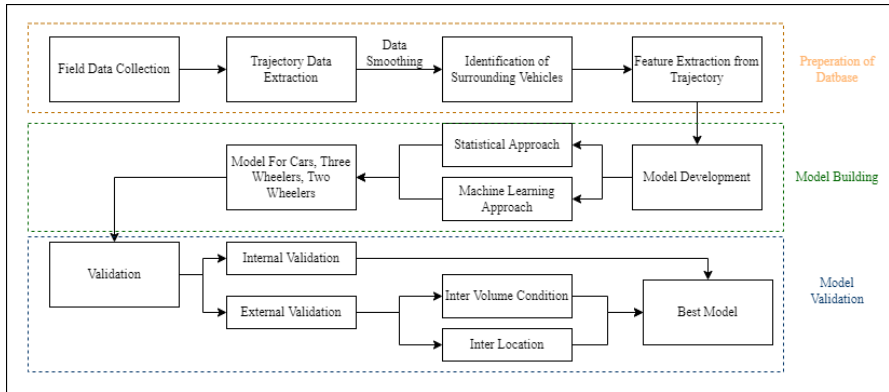 Field Data Collection
Trajectory Data
Extraction
Data
Smoothing
Identification of
Surrounding Vehicles
Feature Extraction from
Trajectory
Preperation of
Datbase
Statistical Approach
Machine Learning
Approach
Model For Cars, Three
Wheelers, Two
Wheelers
Model Development
Model Building
Validation
Internal Validation
External Validation
Inter Volume Condition
Inter Location
Best Model
Model
Validation